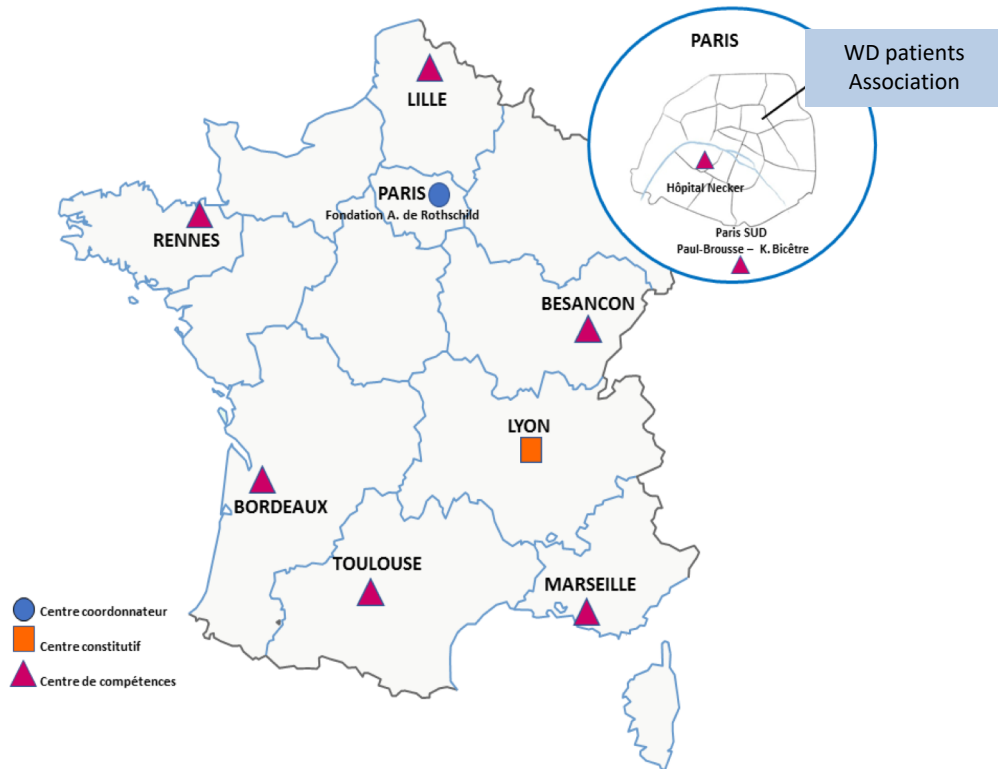 LILLE
PARIS
Fondation A. de Rothschild
RENNES
BESANCON
LYON
BORDEAUX
TOULOUSE
MARSEILLE
PARIS
WD patients
Association
Hôpital Necker
Paris SUD
Paul-Brousse – K. Bicêtre
Centre coordonnateur
Centre constitutif
Centre de compétences